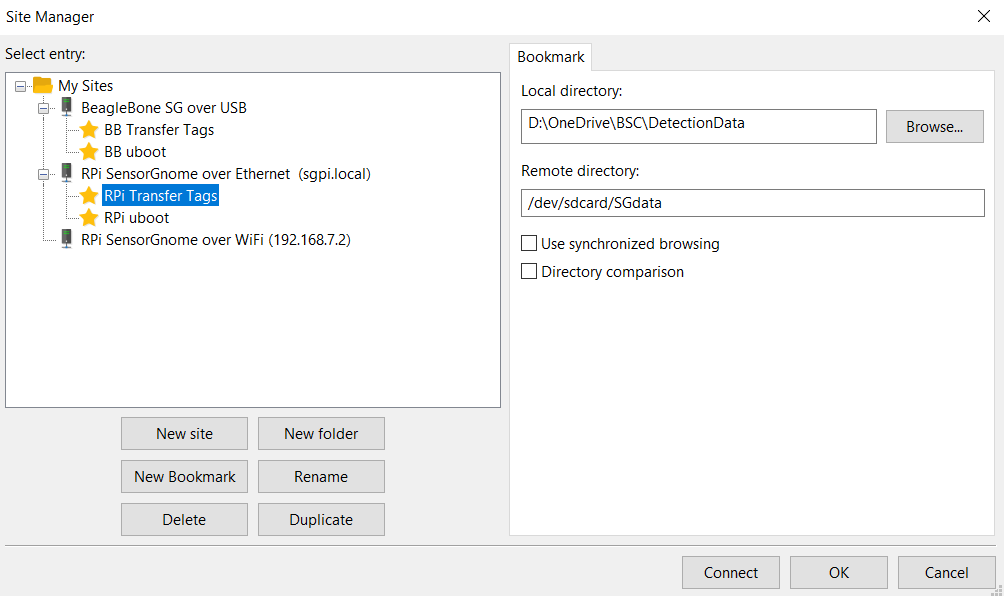 Site Manager
Select entry:
My Sites
BeagleBone SG over USB
BB Transfer Tags
BB uboot
RPi SensorGnome over Ethernet (sgpi.local)
RPi Transfer Tags
RPi uboot
RPi SensorGnome over WiFi (192.168.7.2)
New site
New folder
New Bookmark
Rename
Delete
Duplicate
Bookmark
Local directory:
D:\OneDrive\BSC\DetectionData
Browse...
Remote directory:
/dev/sdcard/SGdata
Use synchronized browsing
Directory comparison
Connect
OK
Cancel